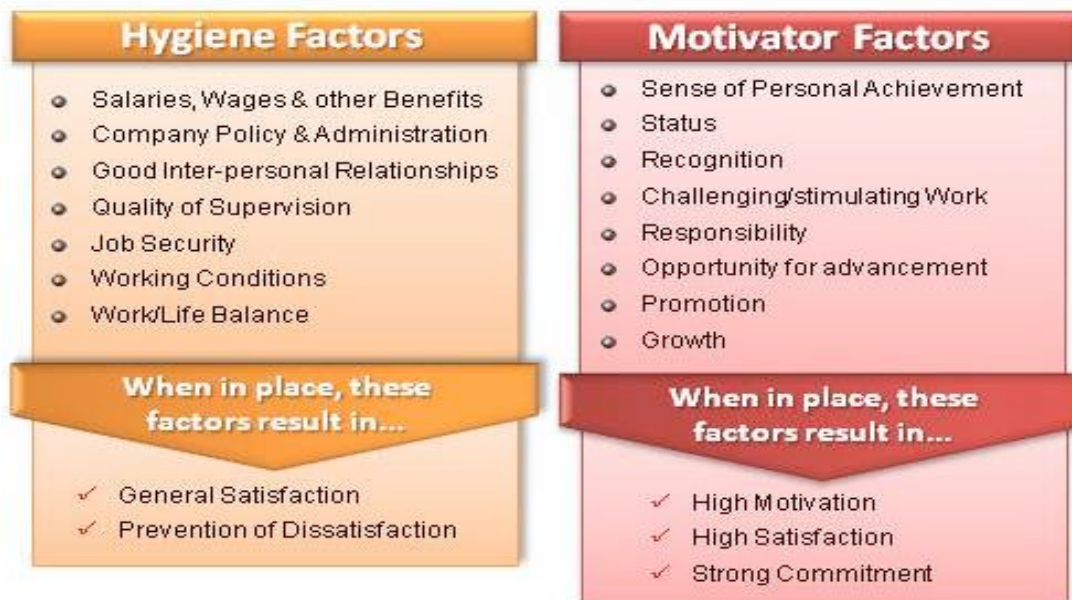 Hygiene Factors
Salaries, Wages & other Benefits
Company Policy & Administration
Good Inter-personal Relationships
Quality of Supervision
Job Security
Working Conditions
Work/Life Balance
When in place, these
factors result in...
General Satisfaction
Prevention of Dissatisfaction
Motivator Factors
Sense of Personal Achievement
Status
Recognition
Challenging/stimulating Work
Responsibility
Opportunity for advancement
Promotion
Growth
When in place, these
factors result in...
High Motivation
High Satisfaction
Strong Commitment